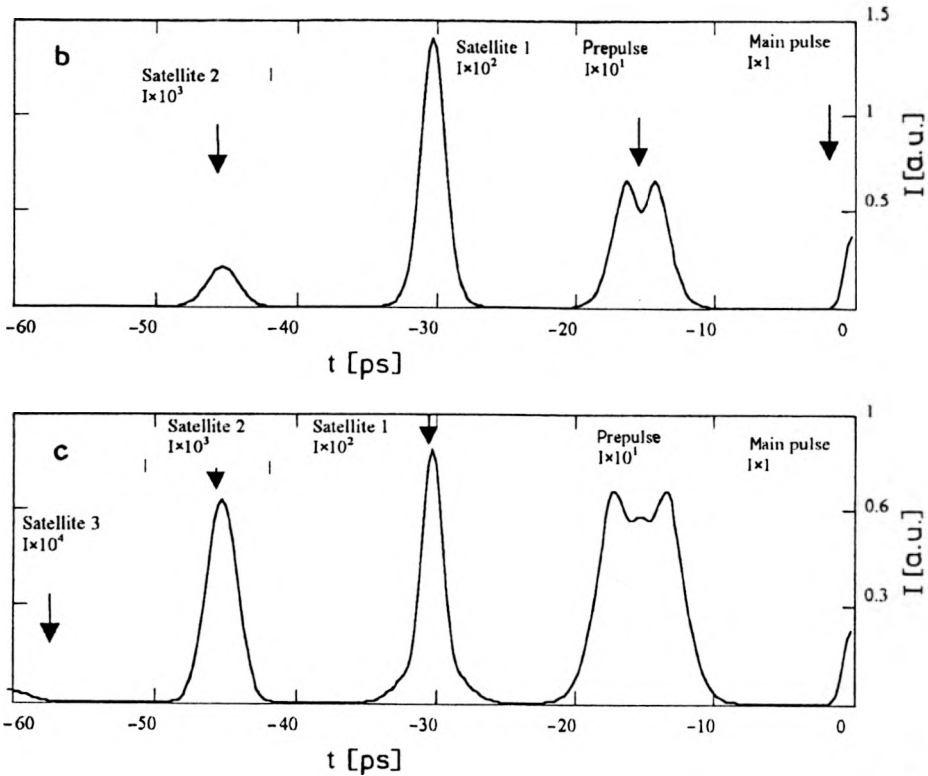 b
Satellite 2
I×10³
Satellite 1
I×10²
Prepulse
I×10¹
Main pulse
I×1
1.5
1
0.5
I [a.u.]
-60 -50 -40 -30 -20 -10 0
t [ps]
c
Satellite 3
I×10⁴
Satellite 2
I×10³
Satellite 1
I×10²
Prepulse
I×10¹
Main pulse
I×1
1
0.6
0.3
I [a.u.]
-60 -50 -40 -30 -20 -10 0
t [ps]